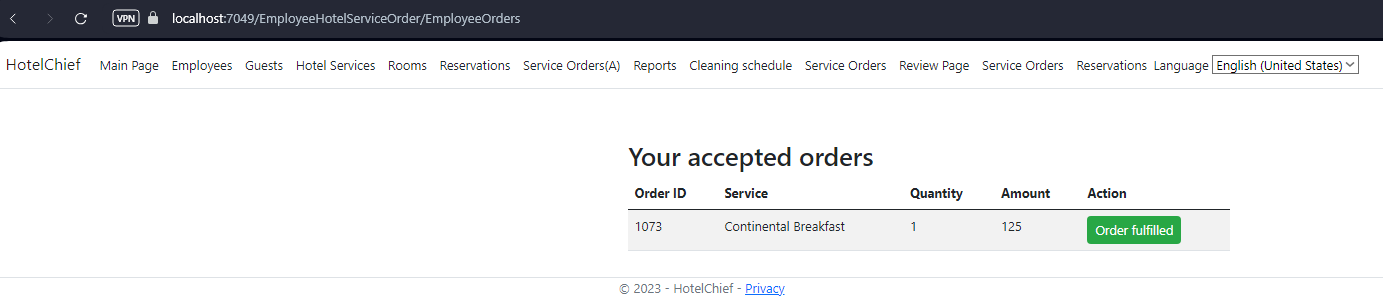 VPN localhost:7049/EmployeeHotelServiceOrder/EmployeeOrders
HotelChief Main Page Employees Guests Hotel Services Rooms Reservations Service Orders(A) Reports Cleaning schedule Service Orders Review Page Service Orders Reservations Language English (United States)
Your accepted orders
Order ID Service Quantity Amount Action
1073 Continental Breakfast 1 125 Order fulfilled
© 2023 - HotelChief - Privacy